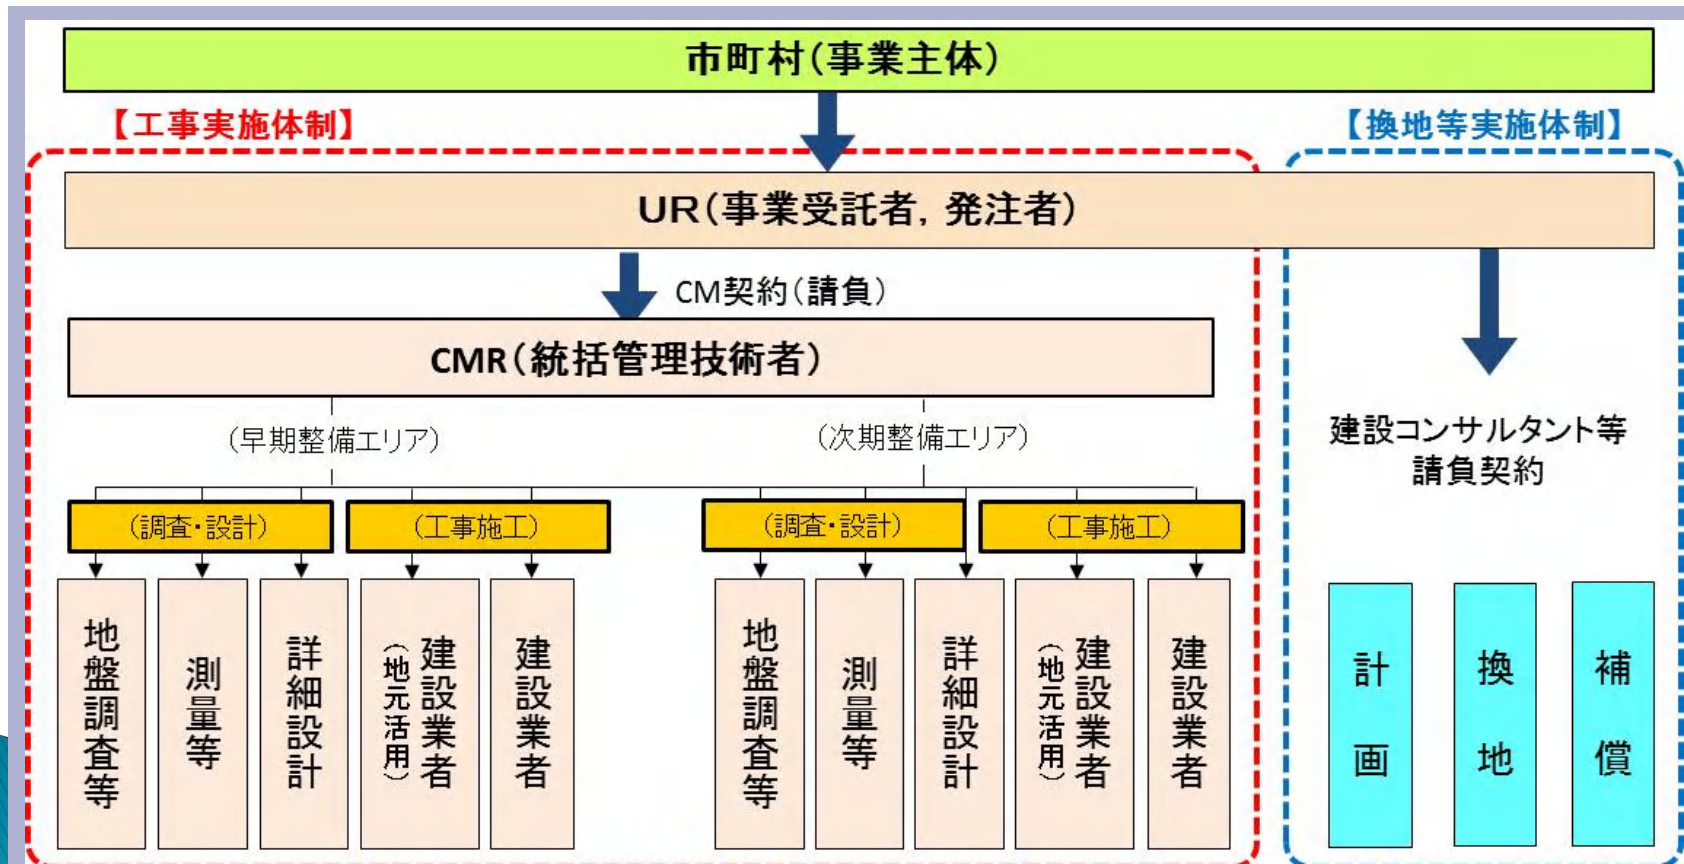 市町村(事業主体)
【工事実施体制】
【換地等実施体制】
UR(事業受託者, 発注者)
CM契約(請負)
CMR(統括管理技術者)
(早期整備エリア)
(次期整備エリア)
建設コンサルタント等
請負契約
(調査・設計)
(工事施工)
(調査・設計)
(工事施工)
地盤調査等
測量等
詳細設計
建設業者
(地元活用)
建設業者
地盤調査等
測量等
詳細設計
建設業者
(地元活用)
建設業者
計画
換地
補償